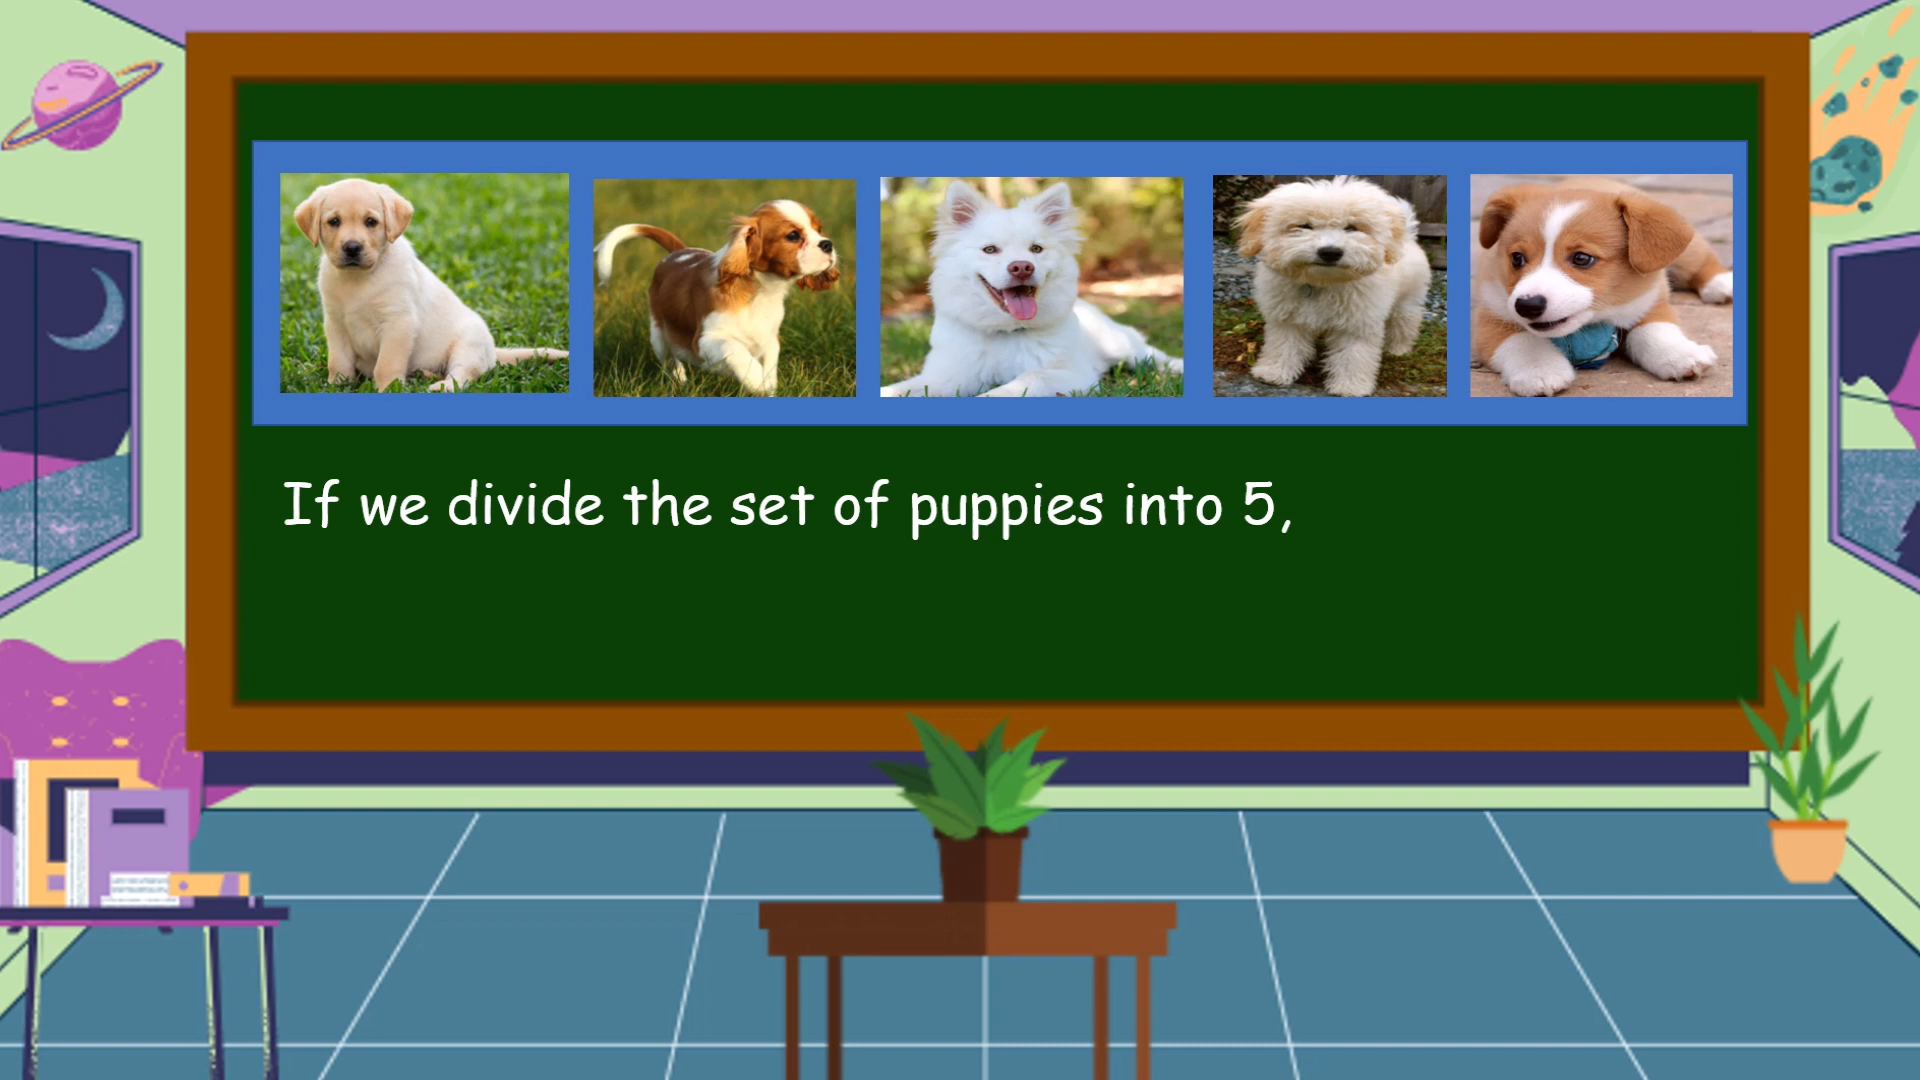 If we divide the set of puppies into 5,